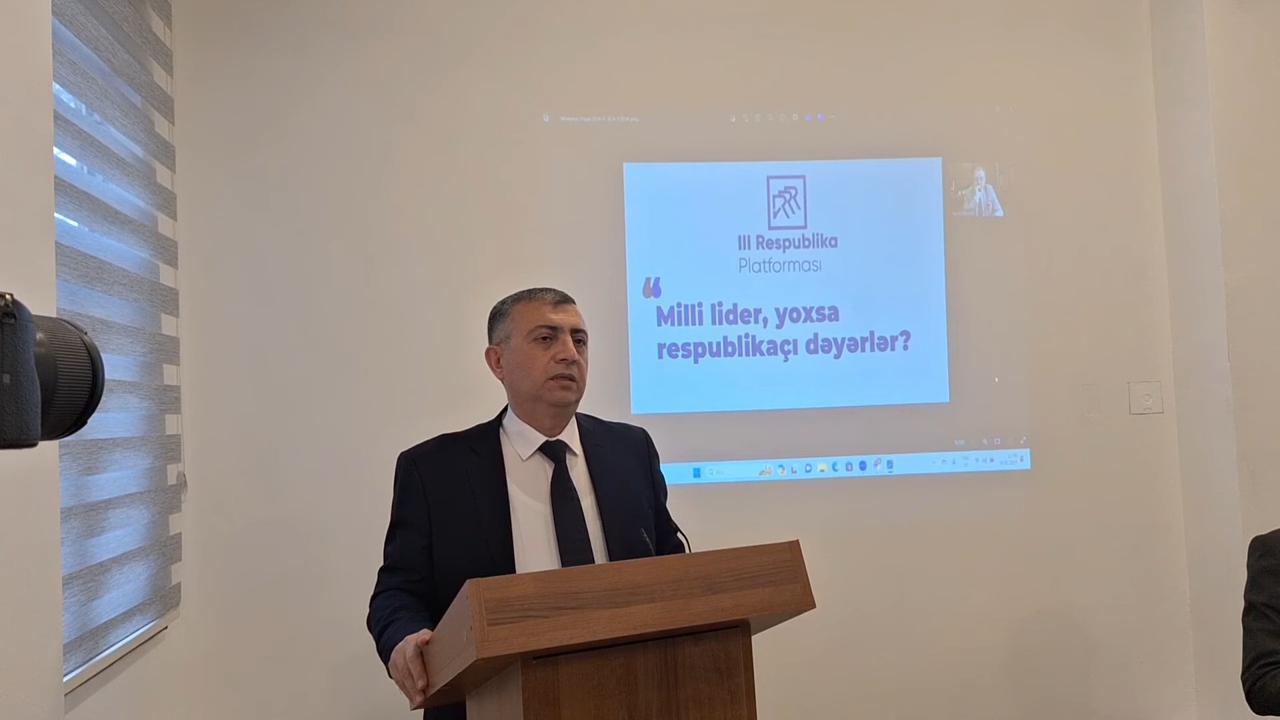 III Respublika
Platforması
Milli lider, yoxsa
respublikaçı dəyərlər?